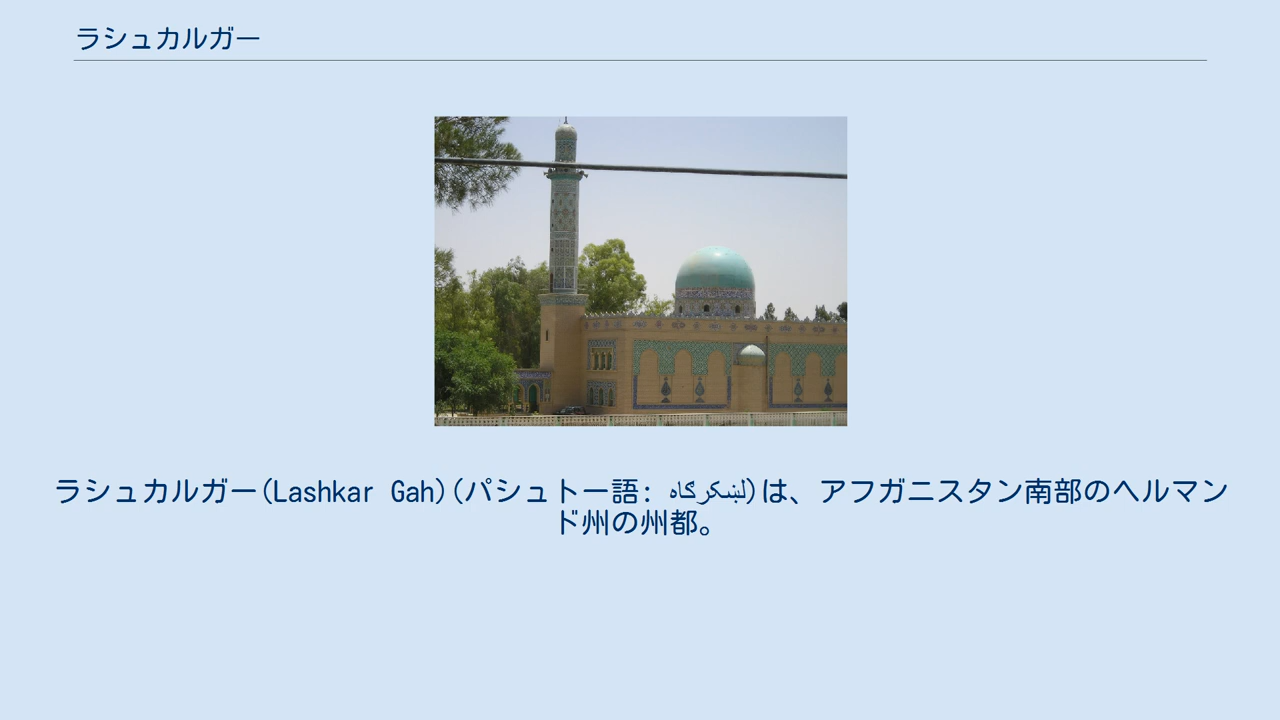 ラシュカルガー
ラシュカルガー(Lashkar Gah)(パシュトー語: لښکرګاه)は、アフガニスタン南部のヘルマン
ド州の州都。